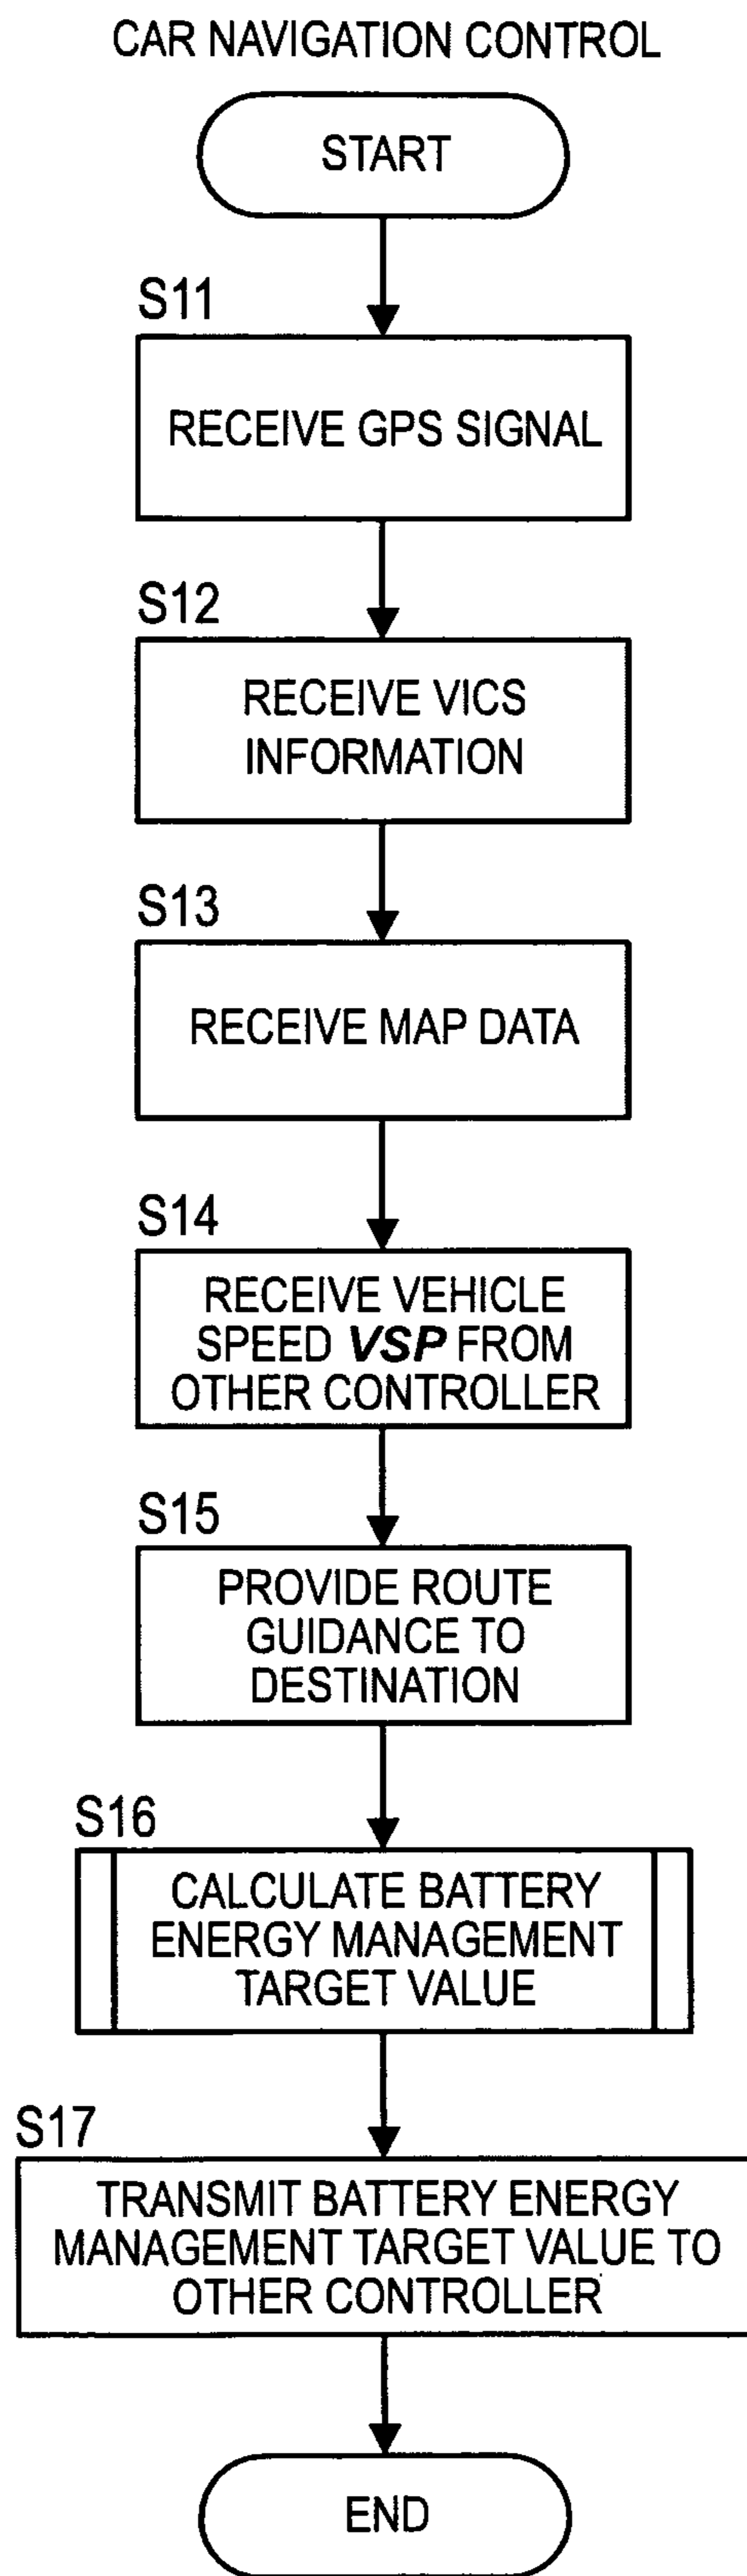 CAR NAVIGATION CONTROL
START
S11
RECEIVE GPS SIGNAL
S12
RECEIVE VICS
INFORMATION
S13
RECEIVE MAP DATA
S14
RECEIVE VEHICLE
SPEED VSP FROM
OTHER CONTROLLER
S15
PROVIDE ROUTE
GUIDANCE TO
DESTINATION
S16
CALCULATE BATTERY
ENERGY MANAGEMENT
TARGET VALUE
S17
TRANSMIT BATTERY ENERGY
MANAGEMENT TARGET VALUE TO
OTHER CONTROLLER
END